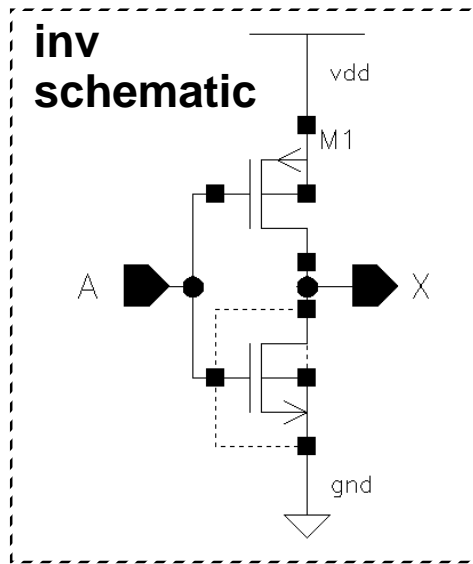 inv
schematic
vdd
M1
A
X
gnd